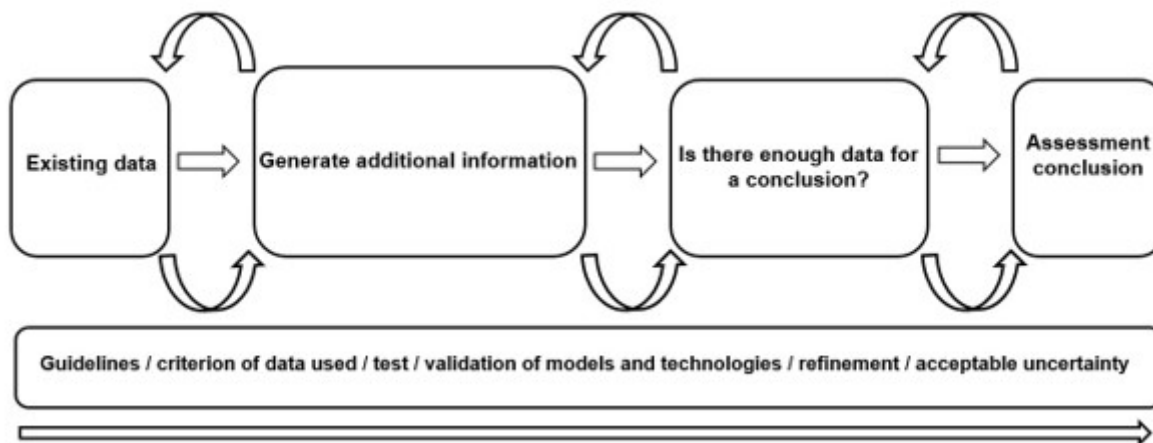 Existing data
Generate additional information
Is there enough data for
a conclusion?
Assessment
conclusion
Guidelines / criterion of data used / test / validation of models and technologies / refinement / acceptable uncertainty